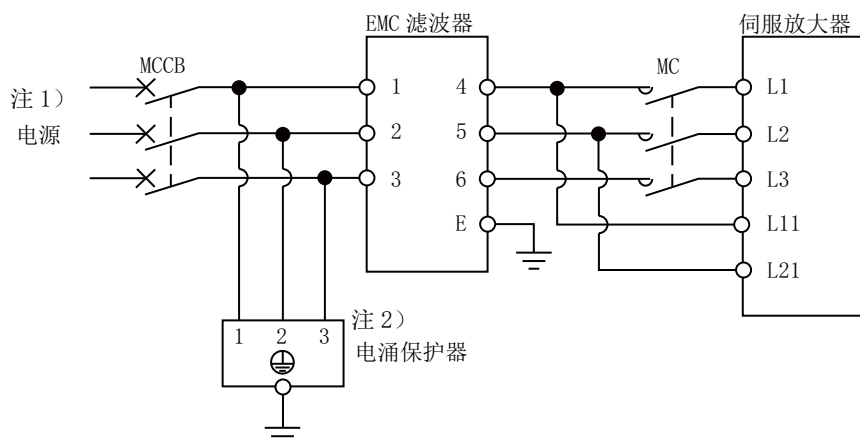 EMC 滤波器
伺服放大器
MCCB
MC
注 1）
电源
1
4
L1
2
5
L2
3
6
L3
E
L11
L21
注 2）
电涌保护器
1 2 3